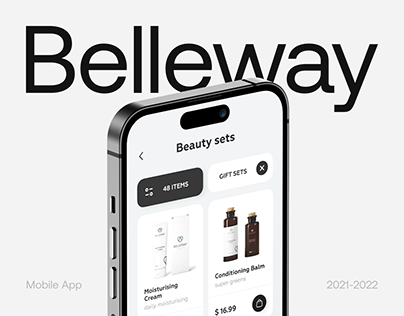 Belleway
Beauty sets
48 ITEMS
GIFT SETS
Moisturising
Cream
daily moisturising
Conditioning Balm
super greens
$ 16.99
Mobile App
2021-2022